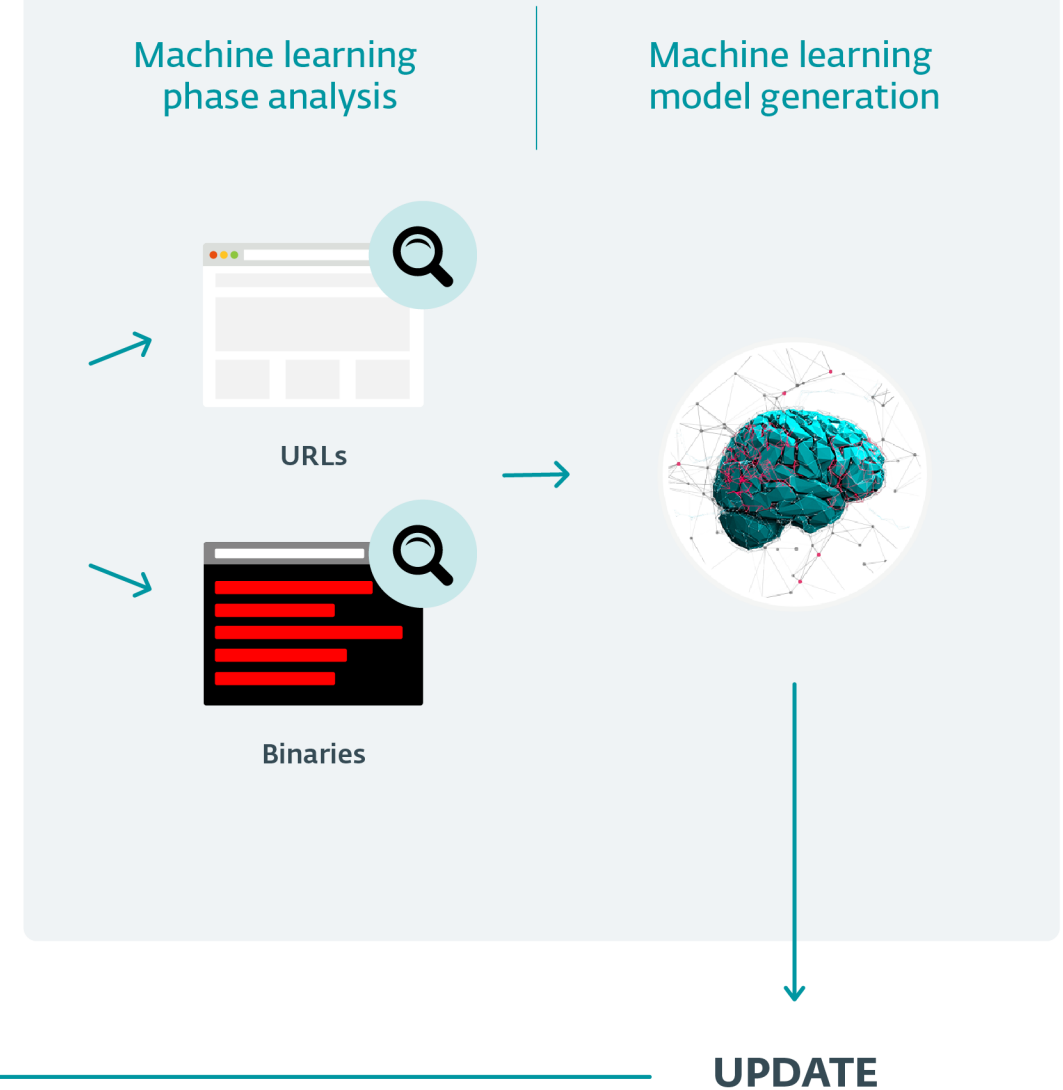 Machine learning
phase analysis
Machine learning
model generation
URLs
Binaries
UPDATE